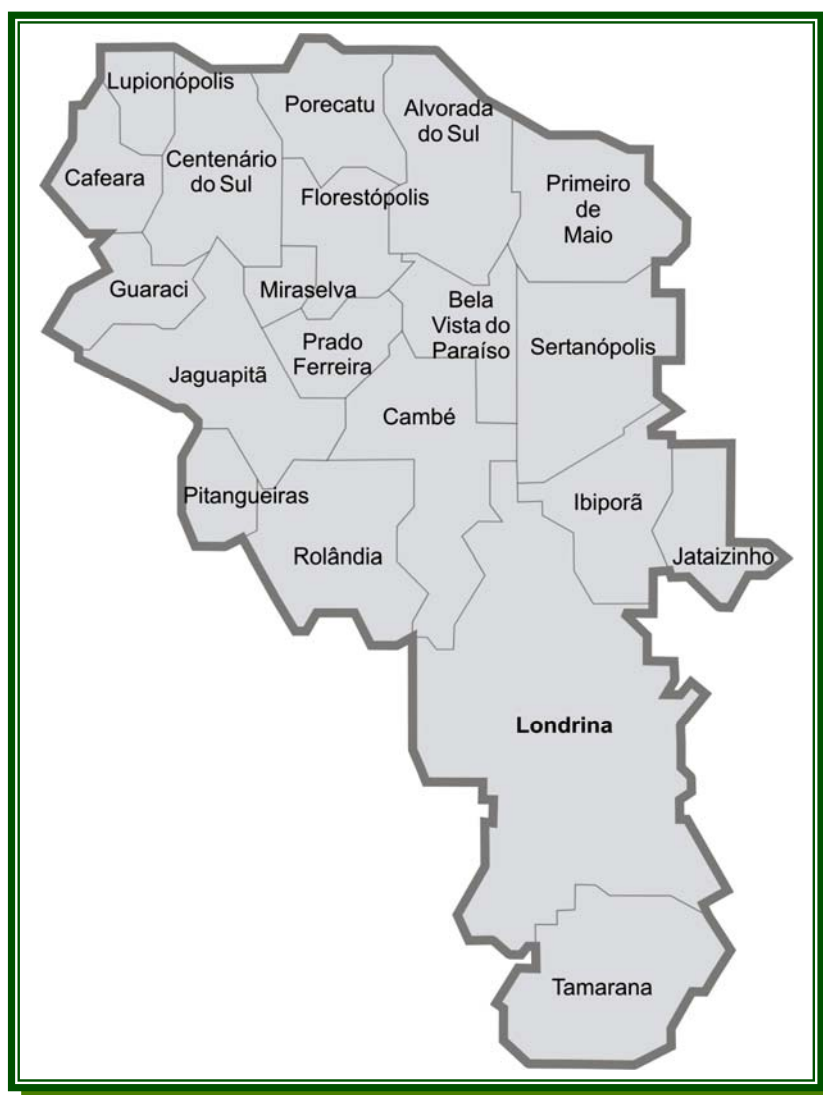 Lupionópolis
Porecatu
Alvorada
do Sul
Cafeara
Centenário
do Sul
Florestópolis
Primeiro
de
Maio
Guaraci
Miraselva
Bela
Vista do
Paraíso
Prado
Ferreira
Sertanópolis
Jaguapitã
Cambé
Pitangueiras
Ibiporã
Rolândia
Jataizinho
Londrina
Tamarana